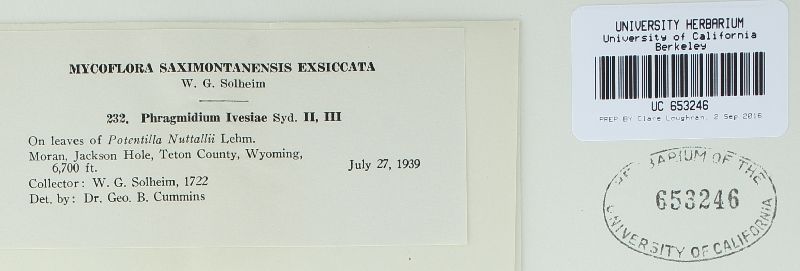 MYCOFLORA SAXIMONTANENSIS EXSICCATA
W. G. Solheim
232. Phragmidium Ivesiae Syd. II, III
On leaves of Potentilla Nuttallii Lehm.
Moran, Jackson Hole, Teton County, Wyoming,
6,700 ft.
July 27, 1939
Collector: W. G. Solheim, 1722
Det. by: Dr. Geo. B. Cummins
UNIVERSITY HERBARIUM
University of California
Berkeley
UC 653246
PREP BY Clare Loughran, 2 Sep 2016
HERBARIUM OF THE
653246
UNIVERSITY OF CALIFORNIA